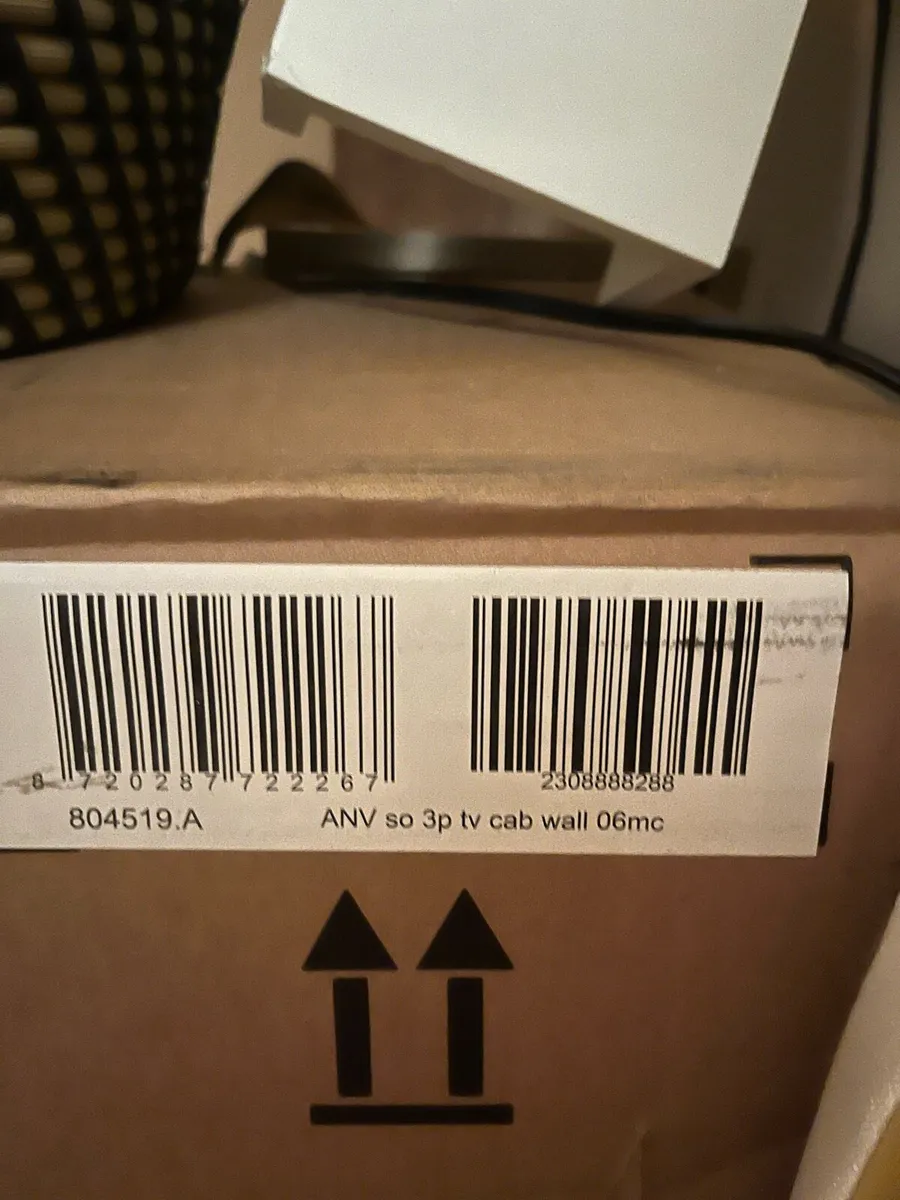 8 720287 722267
2308888288
804519.A
ANV so 3p tv cab wall 06mc